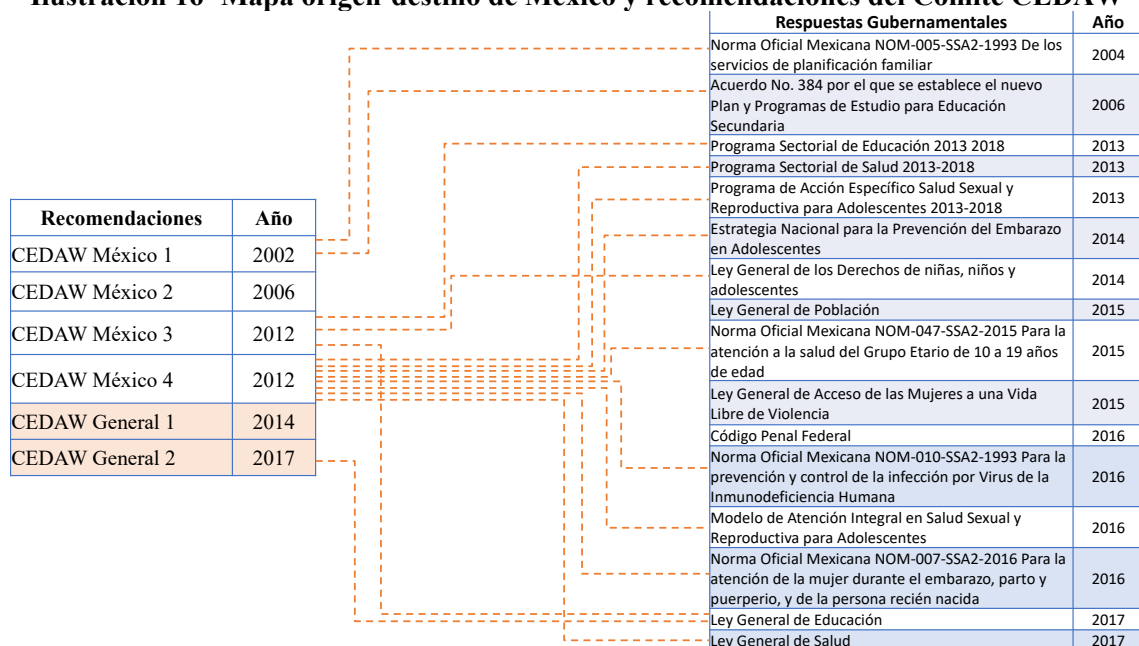 Ilustración 16 Mapa origen-destino de México y recomendaciones del Comité CEDAW
Recomendaciones Año
CEDAW México 1 2002
CEDAW México 2 2006
CEDAW México 3 2012
CEDAW México 4 2012
CEDAW General 1 2014
CEDAW General 2 2017
Respuestas Gubernamentales Año
Norma Oficial Mexicana NOM-005-SSA2-1993 De los
servicios de planificación familiar 2004
Acuerdo No. 384 por el que se establece el nuevo
Plan y Programas de Estudio para Educación 2006
Secundaria
Programa Sectorial de Educación 2013 2018 2013
Programa Sectorial de Salud 2013-2018 2013
Programa de Acción Específico Salud Sexual y
Reproductiva para Adolescentes 2013-2018 2013
Estrategia Nacional para la Prevención del Embarazo
en Adolescentes 2014
Ley General de los Derechos de niñas, niños y
adolescentes 2014
Ley General de Población 2015
Norma Oficial Mexicana NOM-047-SSA2-2015 Para la
atención a la salud del Grupo Etario de 10 a 19 años 2015
de edad
Ley General de Acceso de las Mujeres a una Vida
Libre de Violencia 2015
Código Penal Federal 2016
Norma Oficial Mexicana NOM-010-SSA2-1993 Para la
prevención y control de la infección por Virus de la 2016
Inmunodeficiencia Humana
Modelo de Atención Integral en Salud Sexual y
Reproductiva para Adolescentes 2016
Norma Oficial Mexicana NOM-007-SSA2-2016 Para la
atención de la mujer durante el embarazo, parto y 2016
puerperio, y de la persona recién nacida
Ley General de Educación 2017
Ley General de Salud 2017